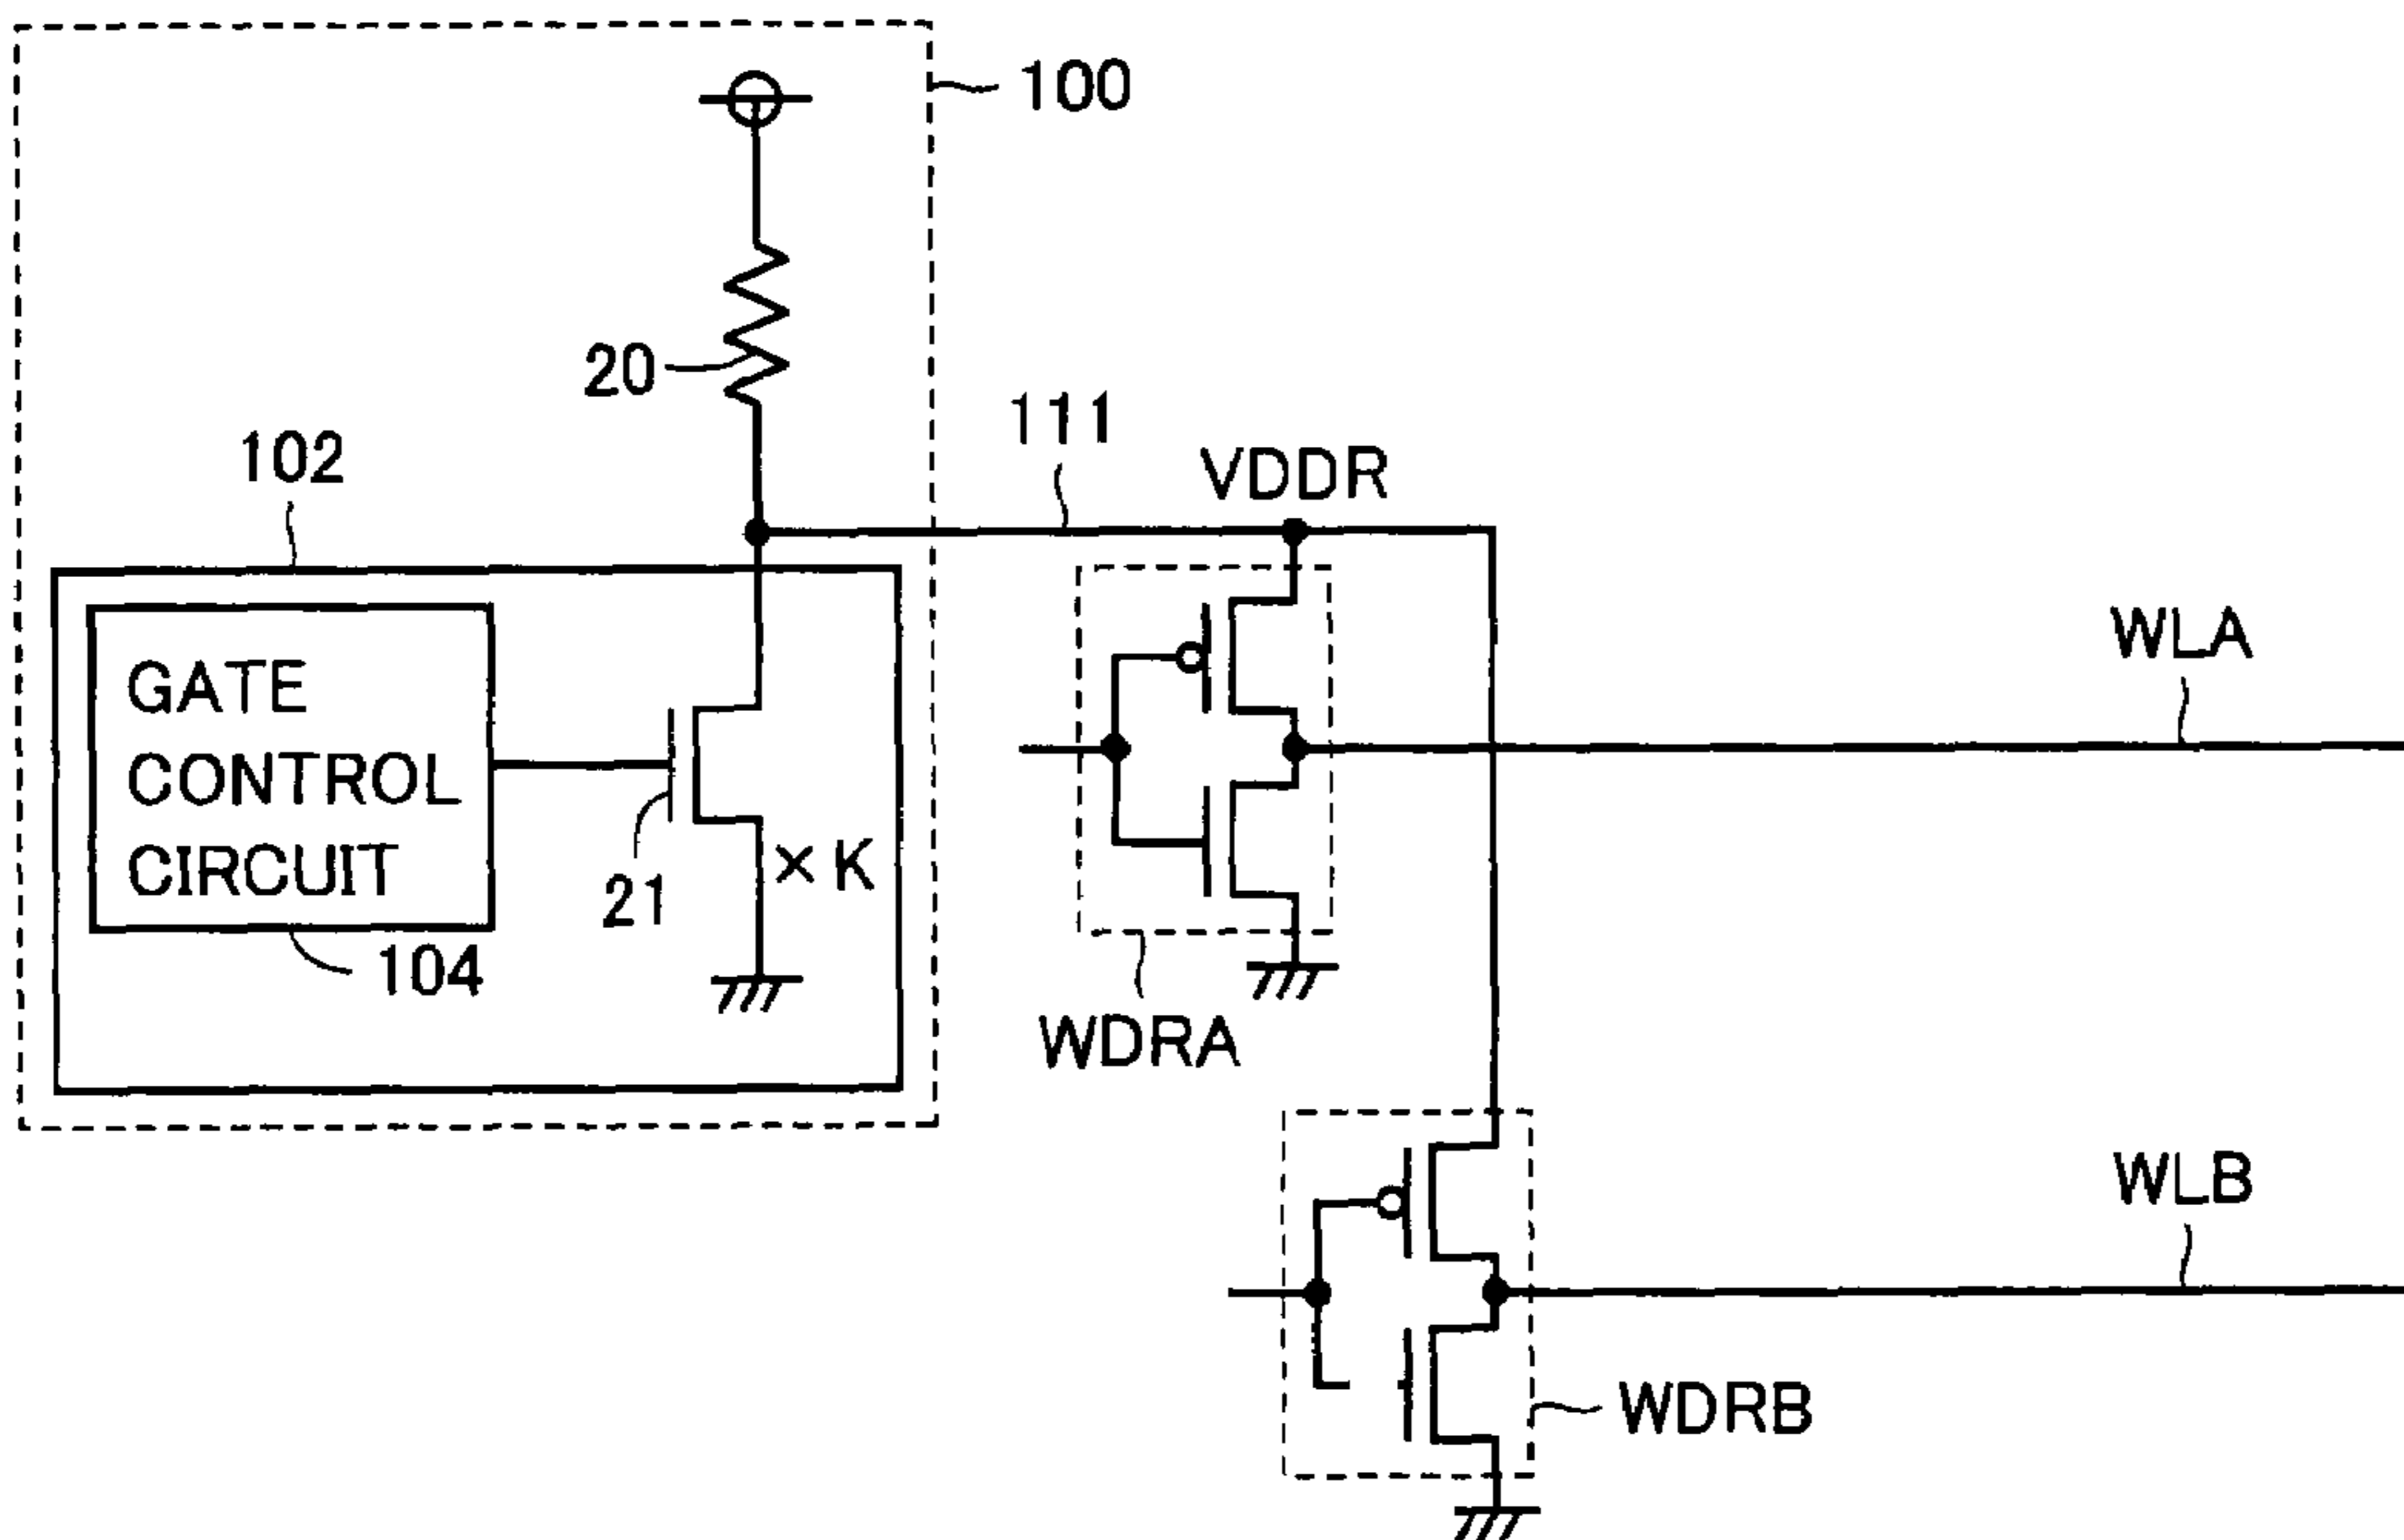 100
20
111
102
VDDR
GATE
CONTROL
CIRCUIT
WLA
× K
21
104
WDRA
WLB
WDRB